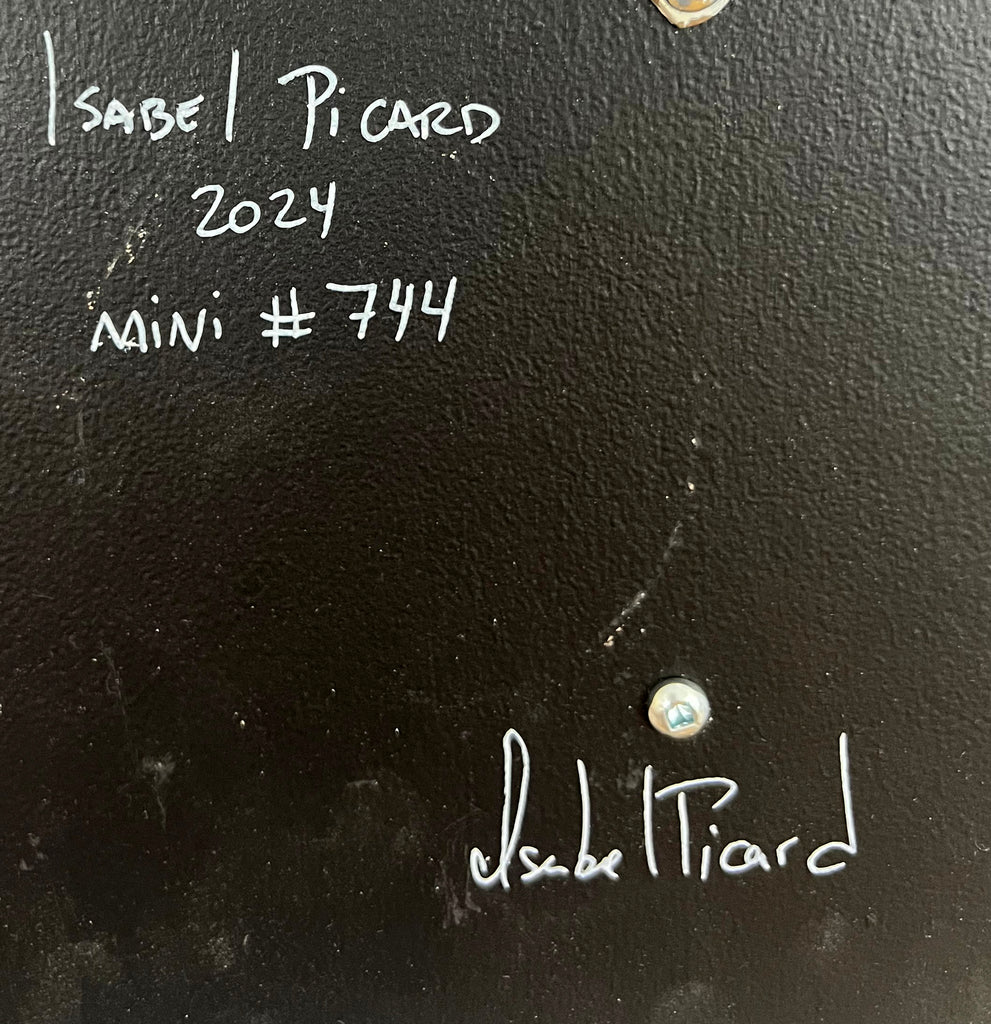 Isabel Picard
2024
Mini # 744
Isabel Picard